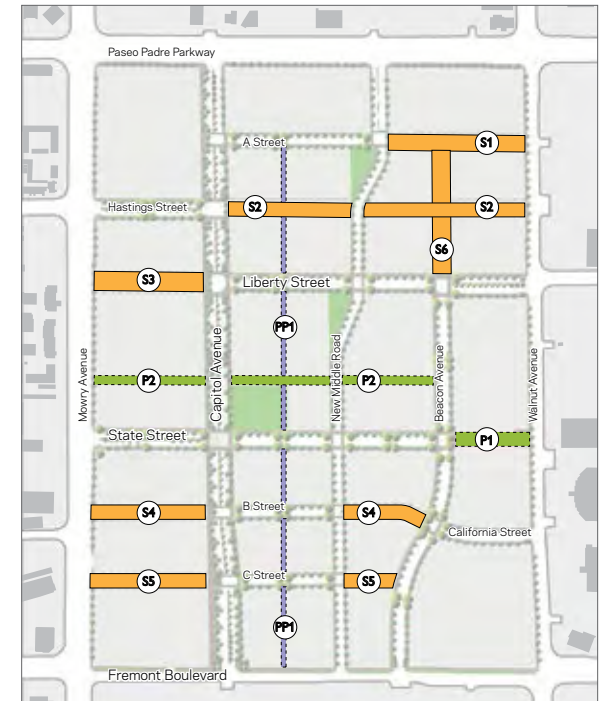 Paseo Padre Parkway
A Street
S1
Hastings Street
S2
S2
S6
S3
Liberty Street
PP1
Mowry Avenue
Capitol Avenue
New Middle Road
Beacon Avenue
Walnut Avenue
P2
P2
State Street
P1
S4
B Street
S4
California Street
S5
C Street
S5
PP1
Fremont Boulevard